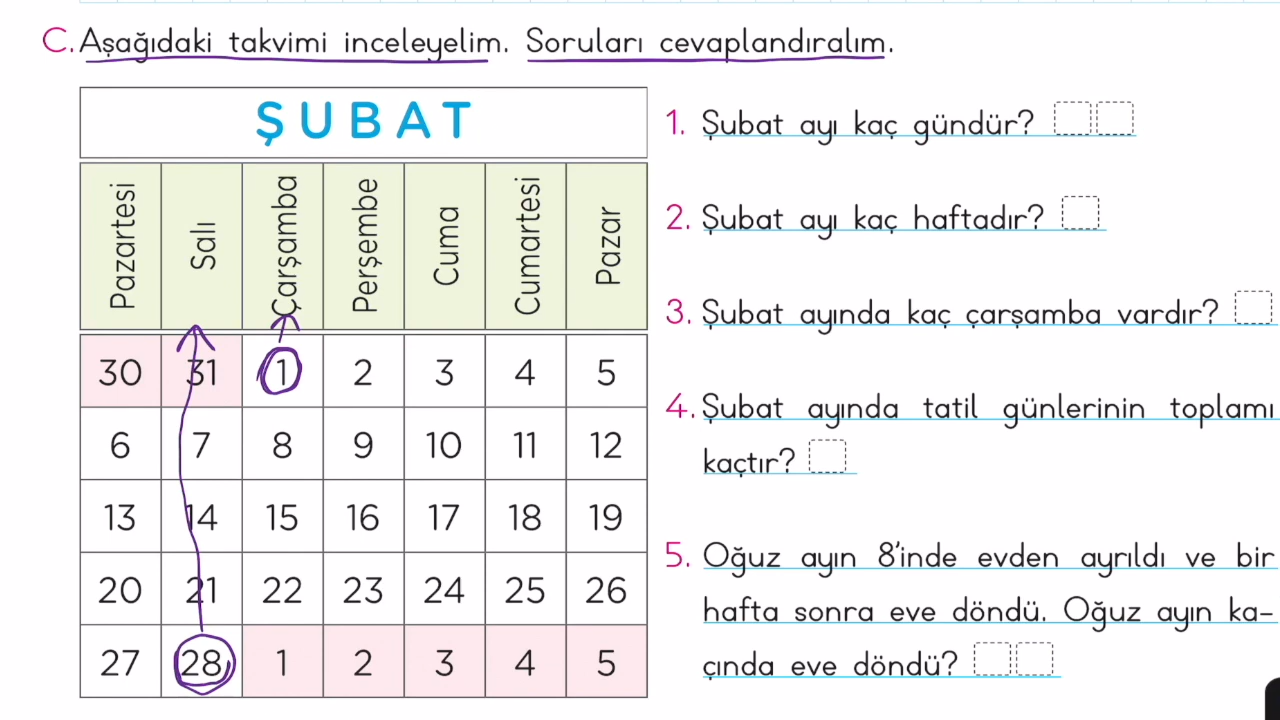 C. Aşağıdaki takvimi inceleyelim. Soruları cevaplandıralım.
ŞUBAT
Pazartesi Salı Çarşamba Perşembe Cuma Cumartesi Pazar
30 31 1 2 3 4 5
6 7 8 9 10 11 12
13 14 15 16 17 18 19
20 21 22 23 24 25 26
27 28 1 2 3 4 5
1. Şubat ayı kaç gündür?
2. Şubat ayı kaç haftadır?
3. Şubat ayında kaç çarşamba vardır?
4. Şubat ayında tatil günlerinin toplamı
kaçtır?
5. Oğuz ayın 8'inde evden ayrıldı ve bir
hafta sonra eve döndü. Oğuz ayın ka-
çında eve döndü?